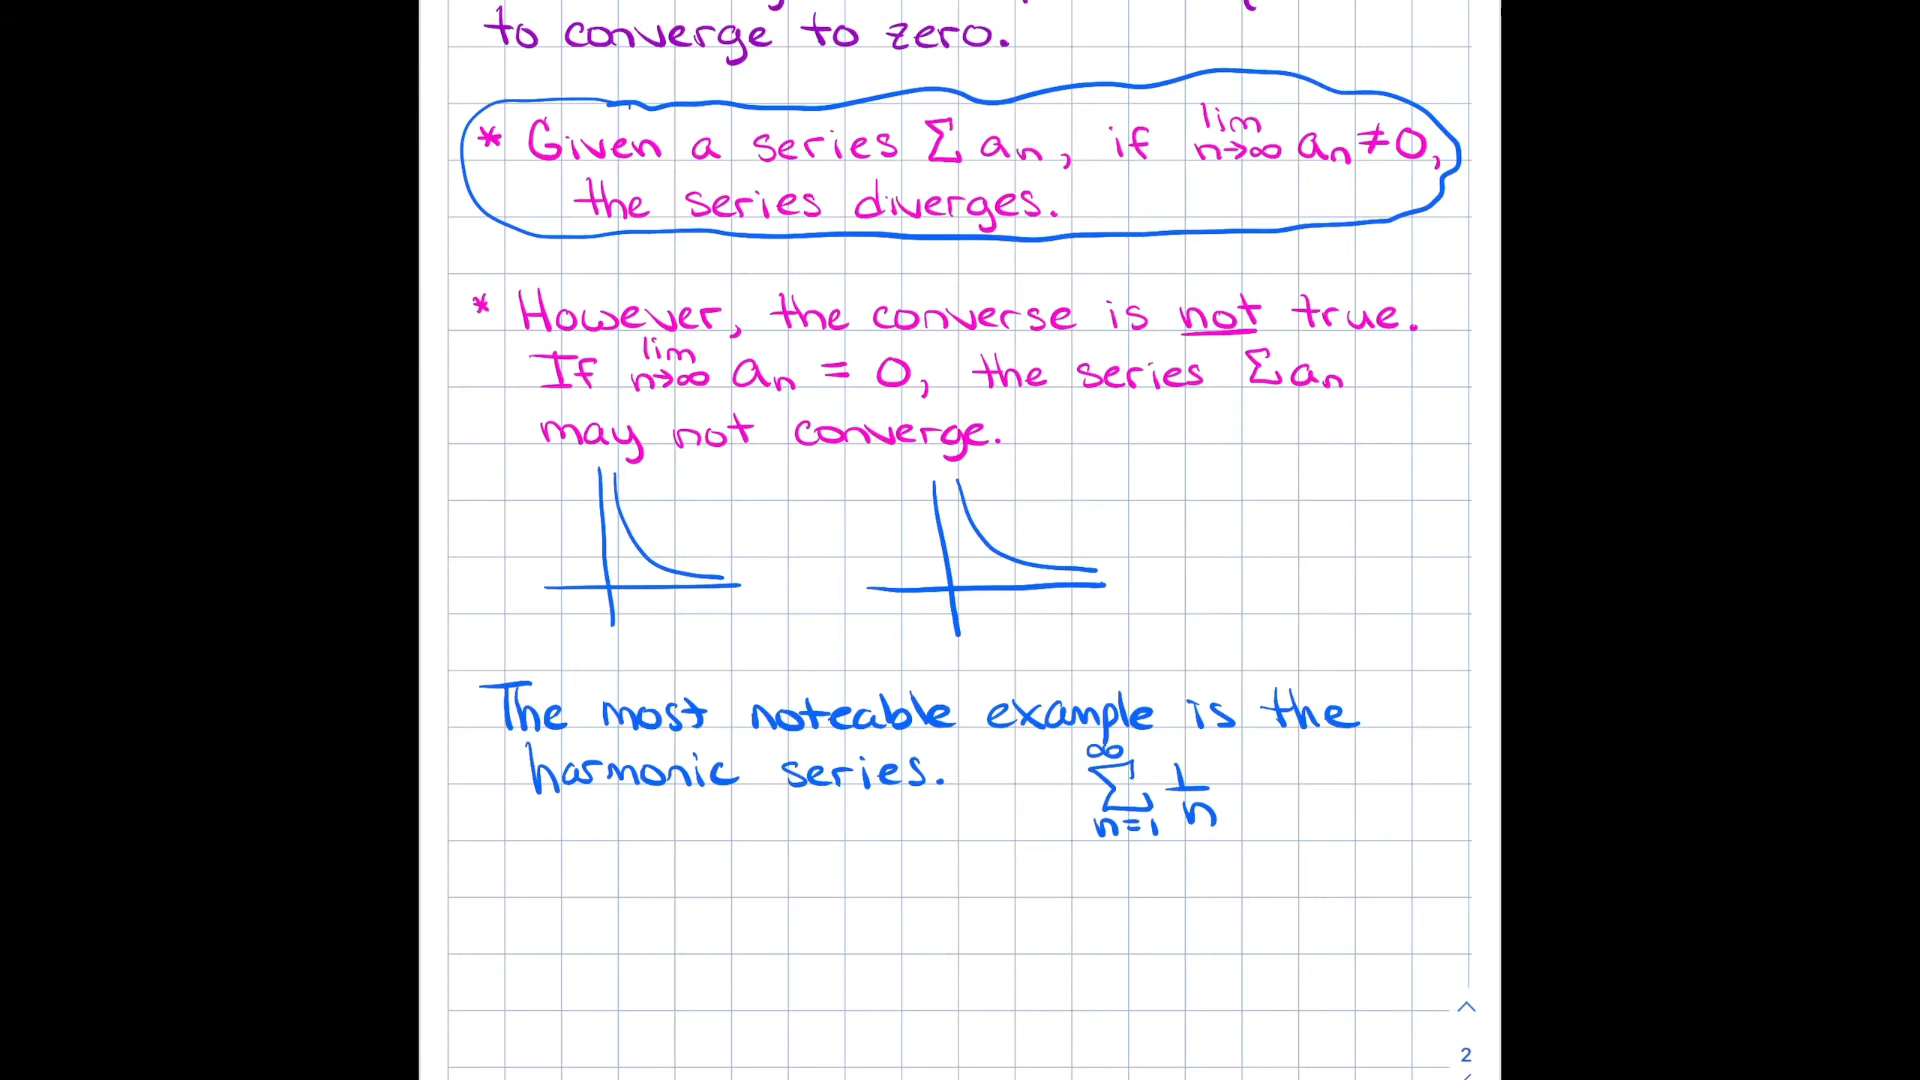 to converge to zero.
* Given a series Σ an, if lim n→∞ an ≠ 0,
the series diverges.
* However, the converse is not true.
If lim n→∞ an = 0, the series Σ an
may not converge.
The most noteable example is the
harmonic series. ∞ Σ n=1 1/n
2